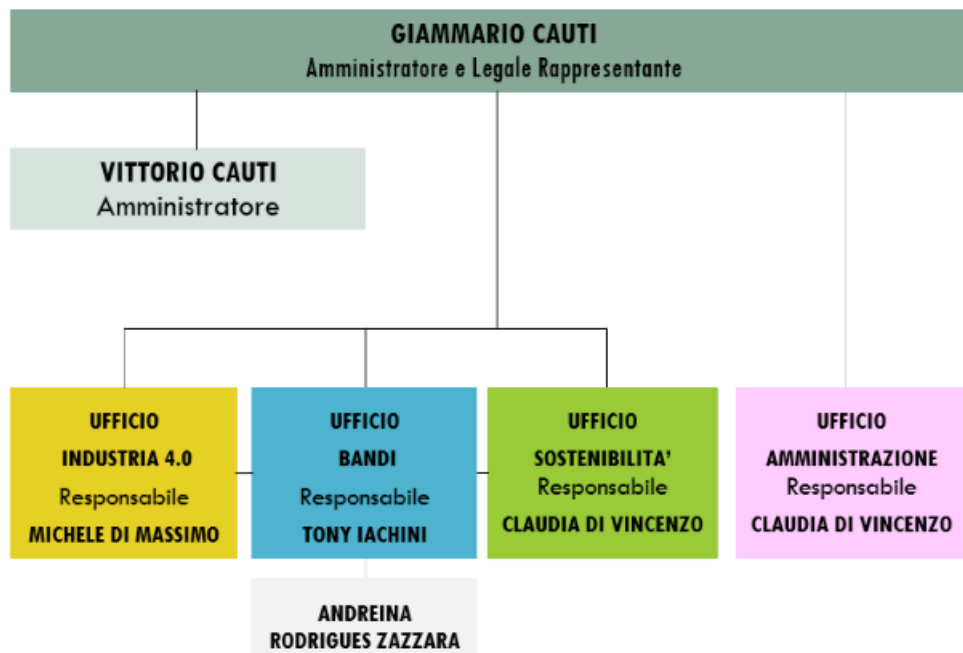 GIAMMARIO CAUTI
Amministratore e Legale Rappresentante
VITTORIO CAUTI
Amministratore
UFFICIO
INDUSTRIA 4.0
Responsabile
MICHELE DI MASSIMO
UFFICIO
BANDI
Responsabile
TONY IACHINI
UFFICIO
SOSTENIBILITA’
Responsabile
CLAUDIA DI VINCENZO
UFFICIO
AMMINISTRAZIONE
Responsabile
CLAUDIA DI VINCENZO
ANDREINA
RODRIGUES ZAZZARA